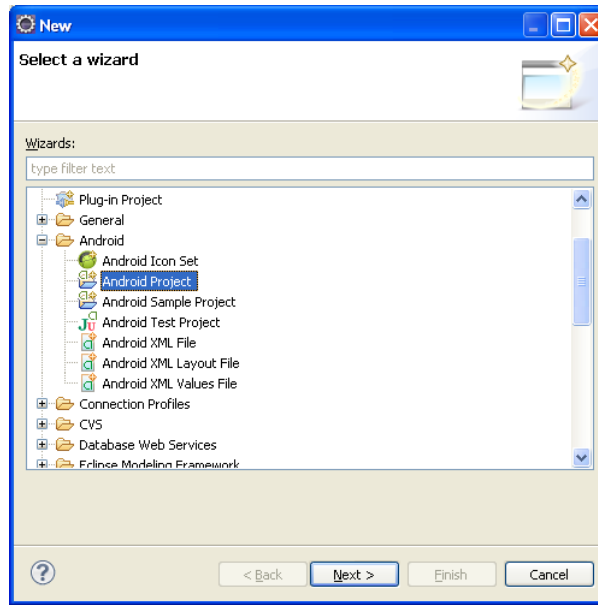 New
Select a wizard
Wizards:
type filter text
Plug-in Project
General
Android
Android Icon Set
Android Project
Android Sample Project
Android Test Project
Android XML File
Android XML Layout File
Android XML Values File
Connection Profiles
CVS
Database Web Services
Eclipse Modeling Framework
? < Back Next > Finish Cancel